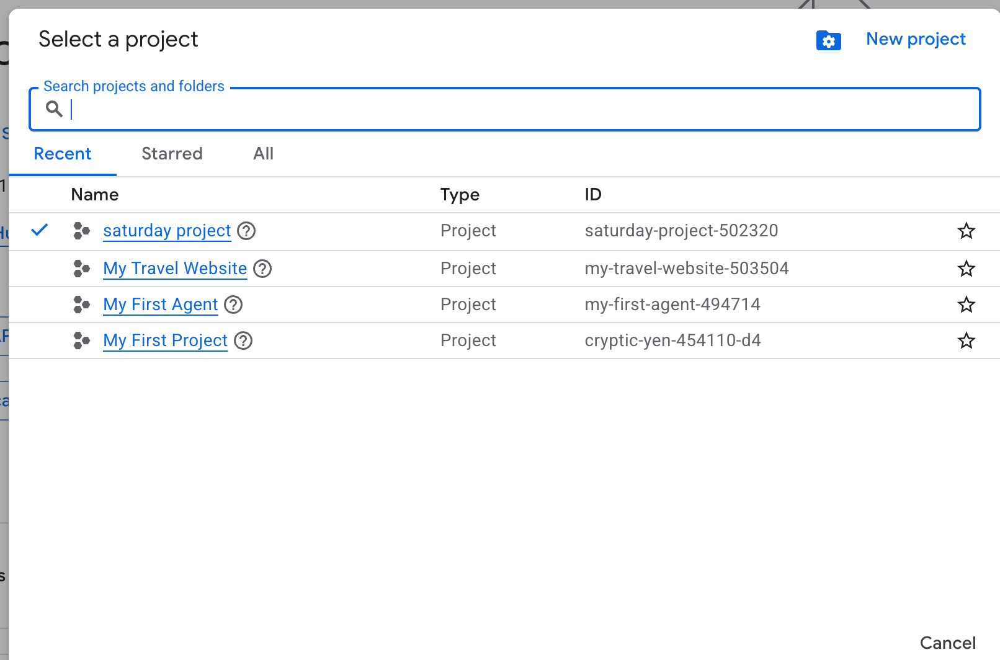 Select a project
New project
Search projects and folders
Recent Starred All
Name Type ID
saturday project Project saturday-project-502320
My Travel Website Project my-travel-website-503504
My First Agent Project my-first-agent-494714
My First Project Project cryptic-yen-454110-d4
Cancel